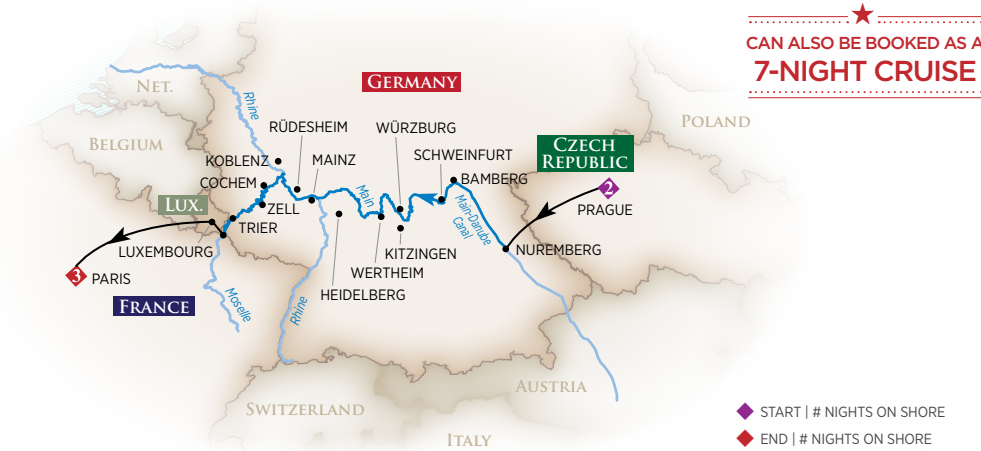 CAN ALSO BE BOOKED AS A
7-NIGHT CRUISE
NET.
GERMANY
Rhine
POLAND
BELGIUM
RÜDESHEIM
WÜRZBURG
SCHWEINFURT
CZECH
REPUBLIC
KOBLENZ
MAINZ
BAMBERG
COCHEM
Main
2
PRAGUE
LUX.
ZELL
TRIER
Main-Danube
Canal
LUXEMBOURG
KITZINGEN
NUREMBERG
WERTHEIM
3
PARIS
HEIDELBERG
FRANCE
Moselle
Rhine
AUSTRIA
SWITZERLAND
ITALY
START | # NIGHTS ON SHORE
END | # NIGHTS ON SHORE